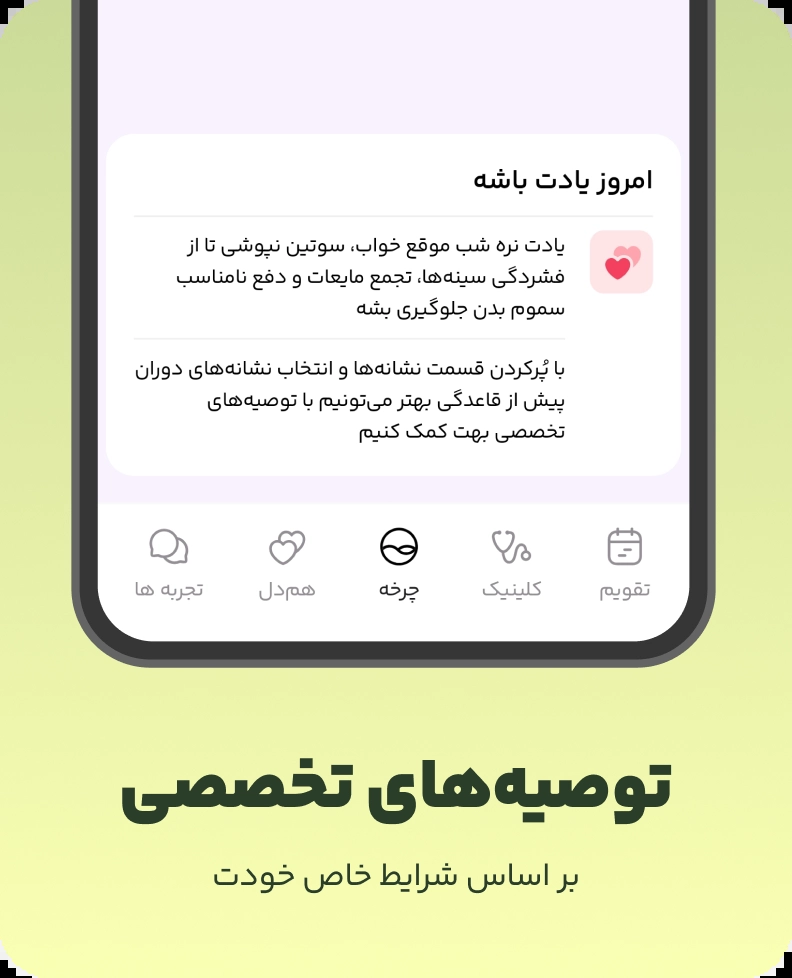 امروز یادت باشه
یادت نره شب موقع خواب، سوتین نپوشی تا از
فشردگی سینه‌ها، تجمع مایعات و دفع نامناسب
سموم بدن جلوگیری بشه
با پُرکردن قسمت نشانه‌ها و انتخاب نشانه‌های دوران
پیش از قاعدگی بهتر می‌تونیم با توصیه‌های
تخصصی بهت کمک کنیم
تقویم
کلینیک
چرخه
هم‌دل
تجربه ها
توصیه‌های تخصصی
بر اساس شرایط خاص خودت